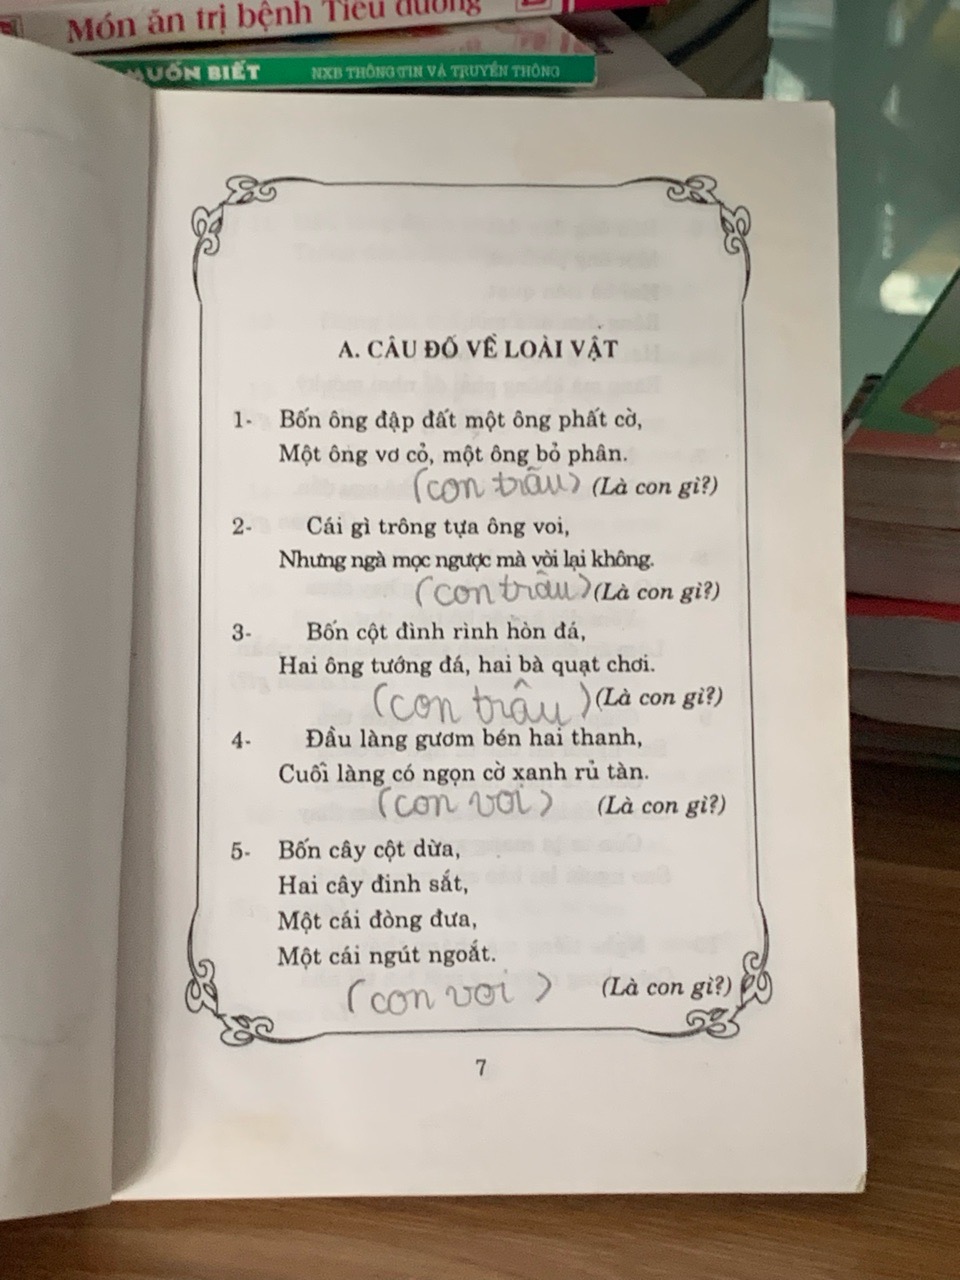 Món ăn trị bệnh Tiểu đường
MUỐN BIẾT NXB THÔNG TIN VÀ TRUYỀN THÔNG
A. CÂU ĐỐ VỀ LOÀI VẬT
1- Bốn ông đập đất một ông phất cờ,
Một ông vơ cỏ, một ông bỏ phân.
(con trâu) (Là con gì?)
2- Cái gì trông tựa ông voi,
Nhưng ngà mọc ngược mà vòi lại không.
(con trâu) (Là con gì?)
3- Bốn cột đình rình hòn đá,
Hai ông tướng đá, hai bà quạt chơi.
(con trâu) (Là con gì?)
4- Đầu làng gươm bén hai thanh,
Cuối làng có ngọn cờ xanh rủ tàn.
(con voi) (Là con gì?)
5- Bốn cây cột dừa,
Hai cây đinh sắt,
Một cái đòng đưa,
Một cái ngút ngoắt.
(con voi) (Là con gì?)
7